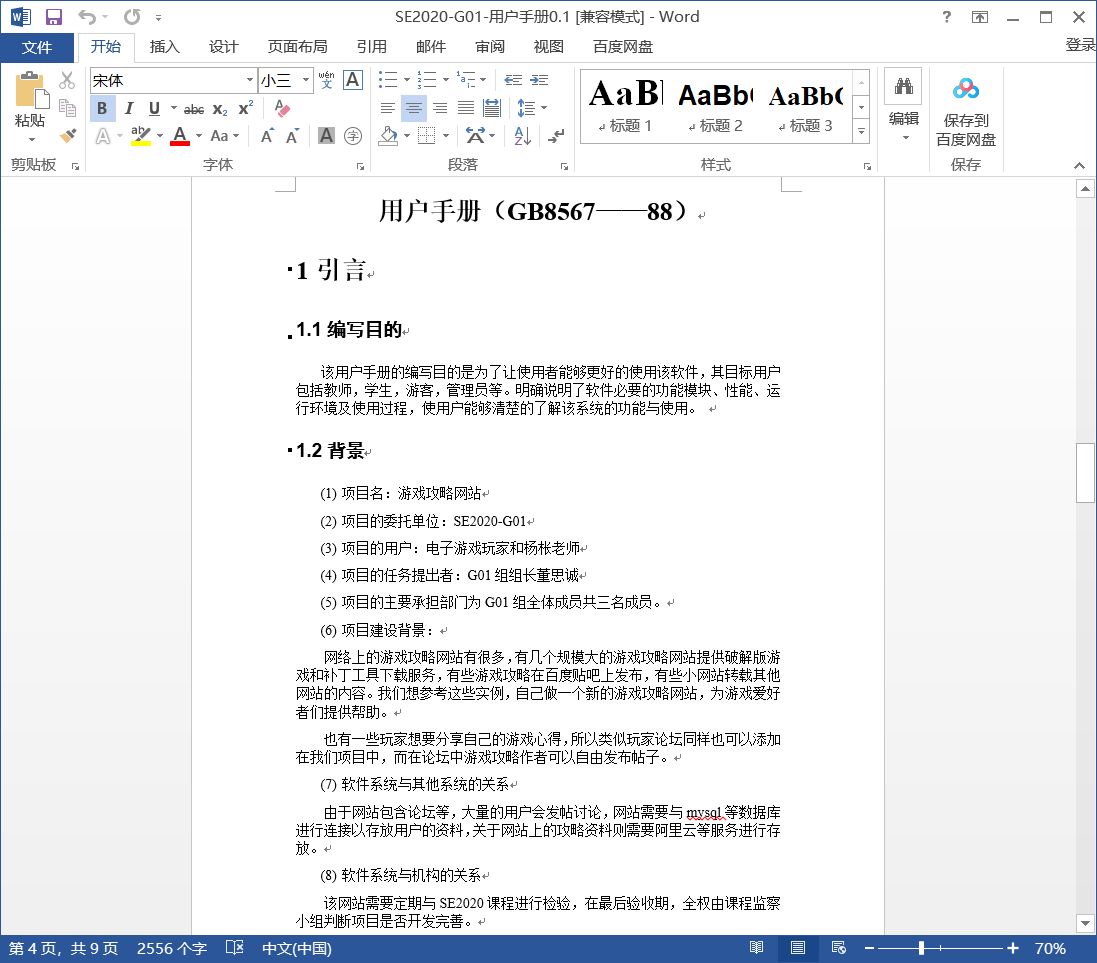 SE2020-G01-用户手册0.1 [兼容模式] - Word
文件 开始 插入 设计 页面布局 引用 邮件 审阅 视图 百度网盘 登录
宋体 小三 wén 文 A
粘贴 B I U abc x₂ x² A
A ab A Aa A A A 字 A Z
AaBl AaBb( AaBb(
标题 1 标题 2 标题 3
编辑 保存到
百度网盘
剪贴板 字体 段落 样式 保存
用户手册（GB8567——88）
1 引言
1.1 编写目的
该用户手册的编写目的是为了让使用者能够更好的使用该软件，其目标用户
包括教师，学生，游客，管理员等。明确说明了软件必要的功能模块、性能、运
行环境及使用过程，使用户能够清楚的了解该系统的功能与使用。
1.2 背景
(1) 项目名：游戏攻略网站
(2) 项目的委托单位：SE2020-G01
(3) 项目的用户：电子游戏玩家和杨枨老师
(4) 项目的任务提出者：G01 组组长董思诚
(5) 项目的主要承担部门为 G01 组全体成员共三名成员。
(6) 项目建设背景：
网络上的游戏攻略网站有很多，有几个规模大的游戏攻略网站提供破解版游
戏和补丁工具下载服务，有些游戏攻略在百度贴吧上发布，有些小网站转载其他
网站的内容。我们想参考这些实例，自己做一个新的游戏攻略网站，为游戏爱好
者们提供帮助。
也有一些玩家想要分享自己的游戏心得，所以类似玩家论坛同样也可以添加
在我们项目中，而在论坛中游戏攻略作者可以自由发布帖子。
(7) 软件系统与其他系统的关系
由于网站包含论坛等，大量的用户会发帖讨论，网站需要与 mysql 等数据库
进行连接以存放用户的资料，关于网站上的攻略资料则需要阿里云等服务进行存
放。
(8) 软件系统与机构的关系
该网站需要定期与 SE2020 课程进行检验，在最后验收期，全权由课程监察
小组判断项目是否开发完善。
第 4 页，共 9 页 2556 个字 中文(中国) 70%